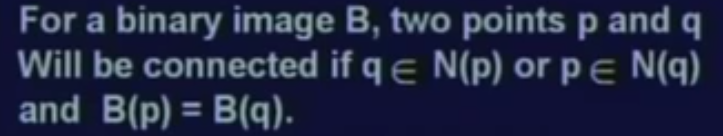 For a binary image B, two points p and q
Will be connected if q ∈ N(p) or p ∈ N(q)
and B(p) = B(q).